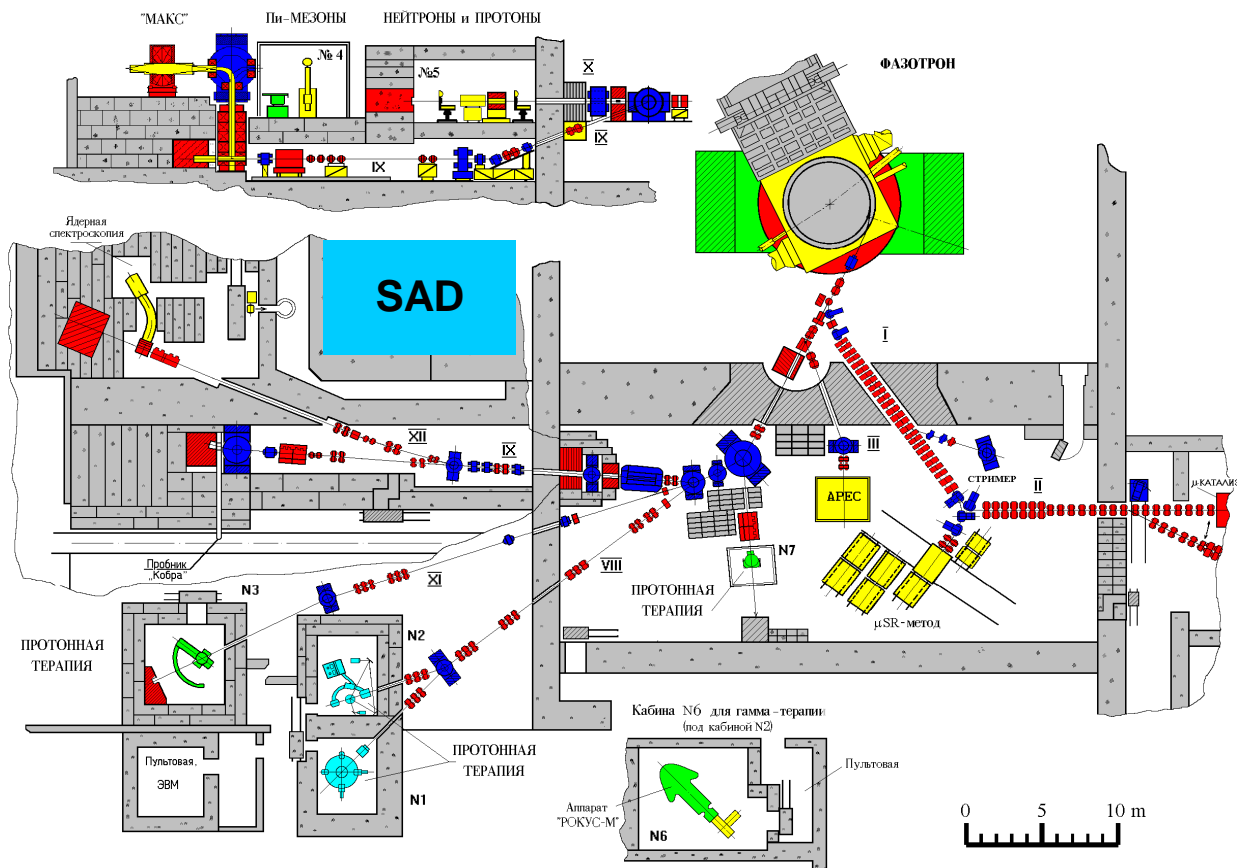 "МАКС"
Пи-МЕЗОНЫ
НЕЙТРОНЫ и ПРОТОНЫ
№ 4
№5
X
IX
IX
ФАЗОТРОН
Ядерная
спектроскопия
SAD
I
XII
IX
III
СТРИМЕР
II
μ-КАТАЛИЗ
АРЕС
Пробник
„Кобра"
XI
VIII
N7
ПРОТОННАЯ
ТЕРАПИЯ
μSR-метод
N3
ПРОТОННАЯ
ТЕРАПИЯ
N2
Пультовая,
ЭВМ
ПРОТОННАЯ
ТЕРАПИЯ
N1
Кабина N6 для гамма-терапии
(под кабиной N2)
Пультовая
Аппарат
"РОКУС-М"
N6
0 5 10 m